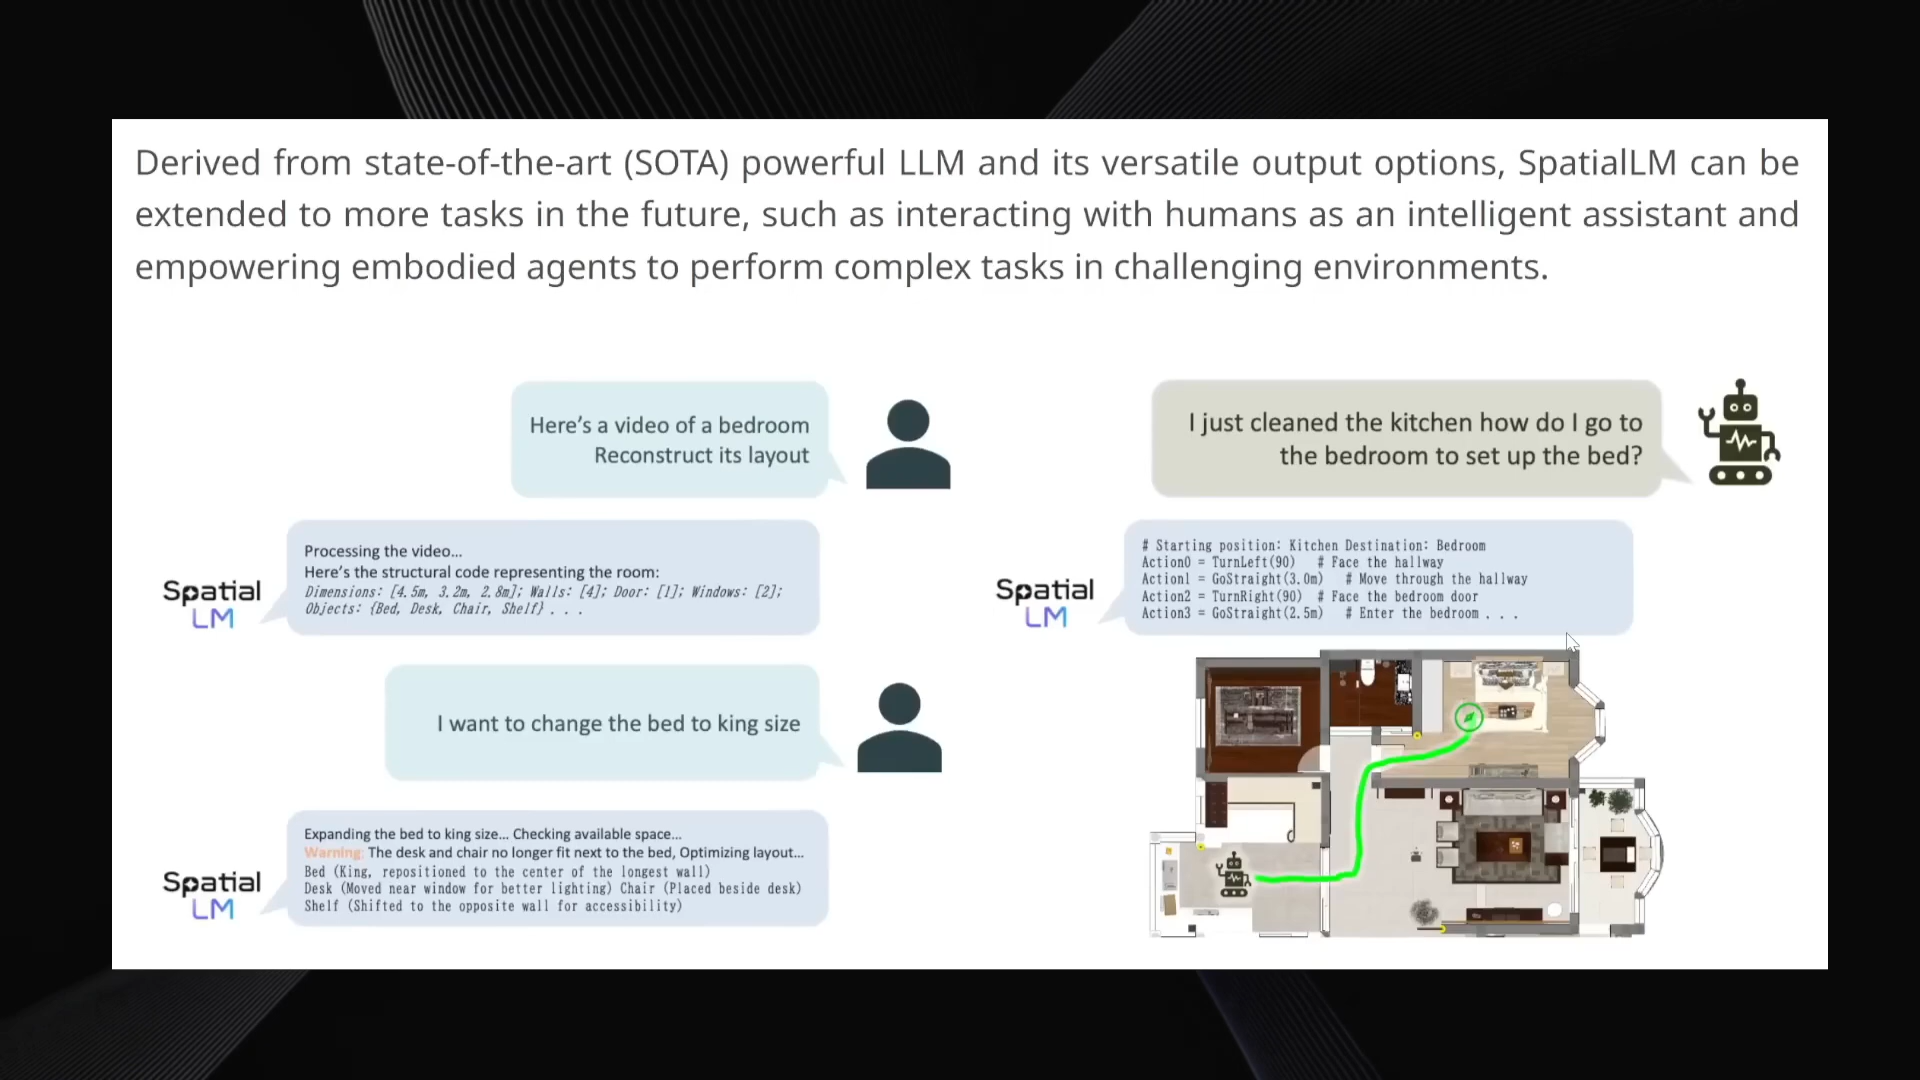 Derived from state-of-the-art (SOTA) powerful LLM and its versatile output options, SpatialLM can be
extended to more tasks in the future, such as interacting with humans as an intelligent assistant and
empowering embodied agents to perform complex tasks in challenging environments.
Here's a video of a bedroom
Reconstruct its layout
Spatial
LM
Processing the video...
Here's the structural code representing the room:
Dimensions: [4.5m, 3.2m, 2.8m]; Walls: [4]; Door: [1]; Windows: [2];
Objects: {Bed, Desk, Chair, Shelf} . . .
I want to change the bed to king size
Spatial
LM
Expanding the bed to king size... Checking available space...
Warning: The desk and chair no longer fit next to the bed, Optimizing layout...
Bed (King, repositioned to the center of the longest wall)
Desk (Moved near window for better lighting) Chair (Placed beside desk)
Shelf (Shifted to the opposite wall for accessibility)
I just cleaned the kitchen how do I go to
the bedroom to set up the bed?
Spatial
LM
# Starting position: Kitchen Destination: Bedroom
Action0 = TurnLeft(90) # Face the hallway
Action1 = GoStraight(3.0m) # Move through the hallway
Action2 = TurnRight(90) # Face the bedroom door
Action3 = GoStraight(2.5m) # Enter the bedroom . . .